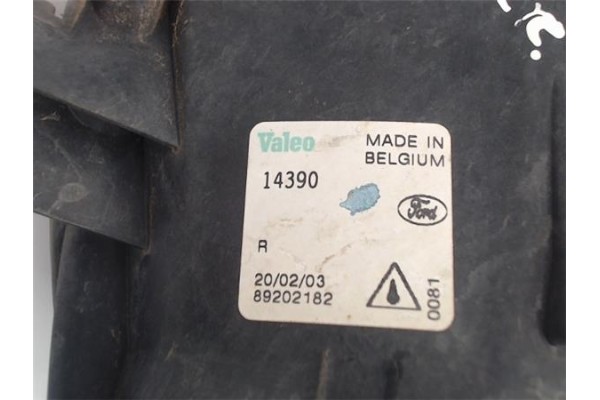 Valeo
MADE IN
BELGIUM
14390
Ford
R
20/02/03
89202182
0081